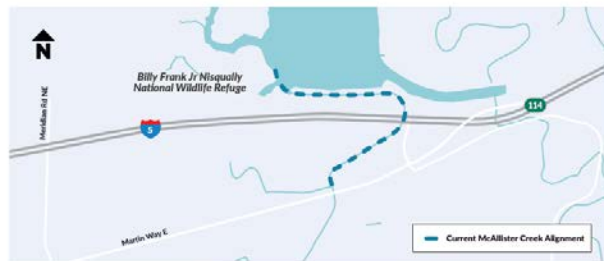 N
Billy Frank Jr Nisqually
National Wildlife Refuge
Meridian Rd NE
5
114
Martin Way E
Current McAllister Creek Alignment